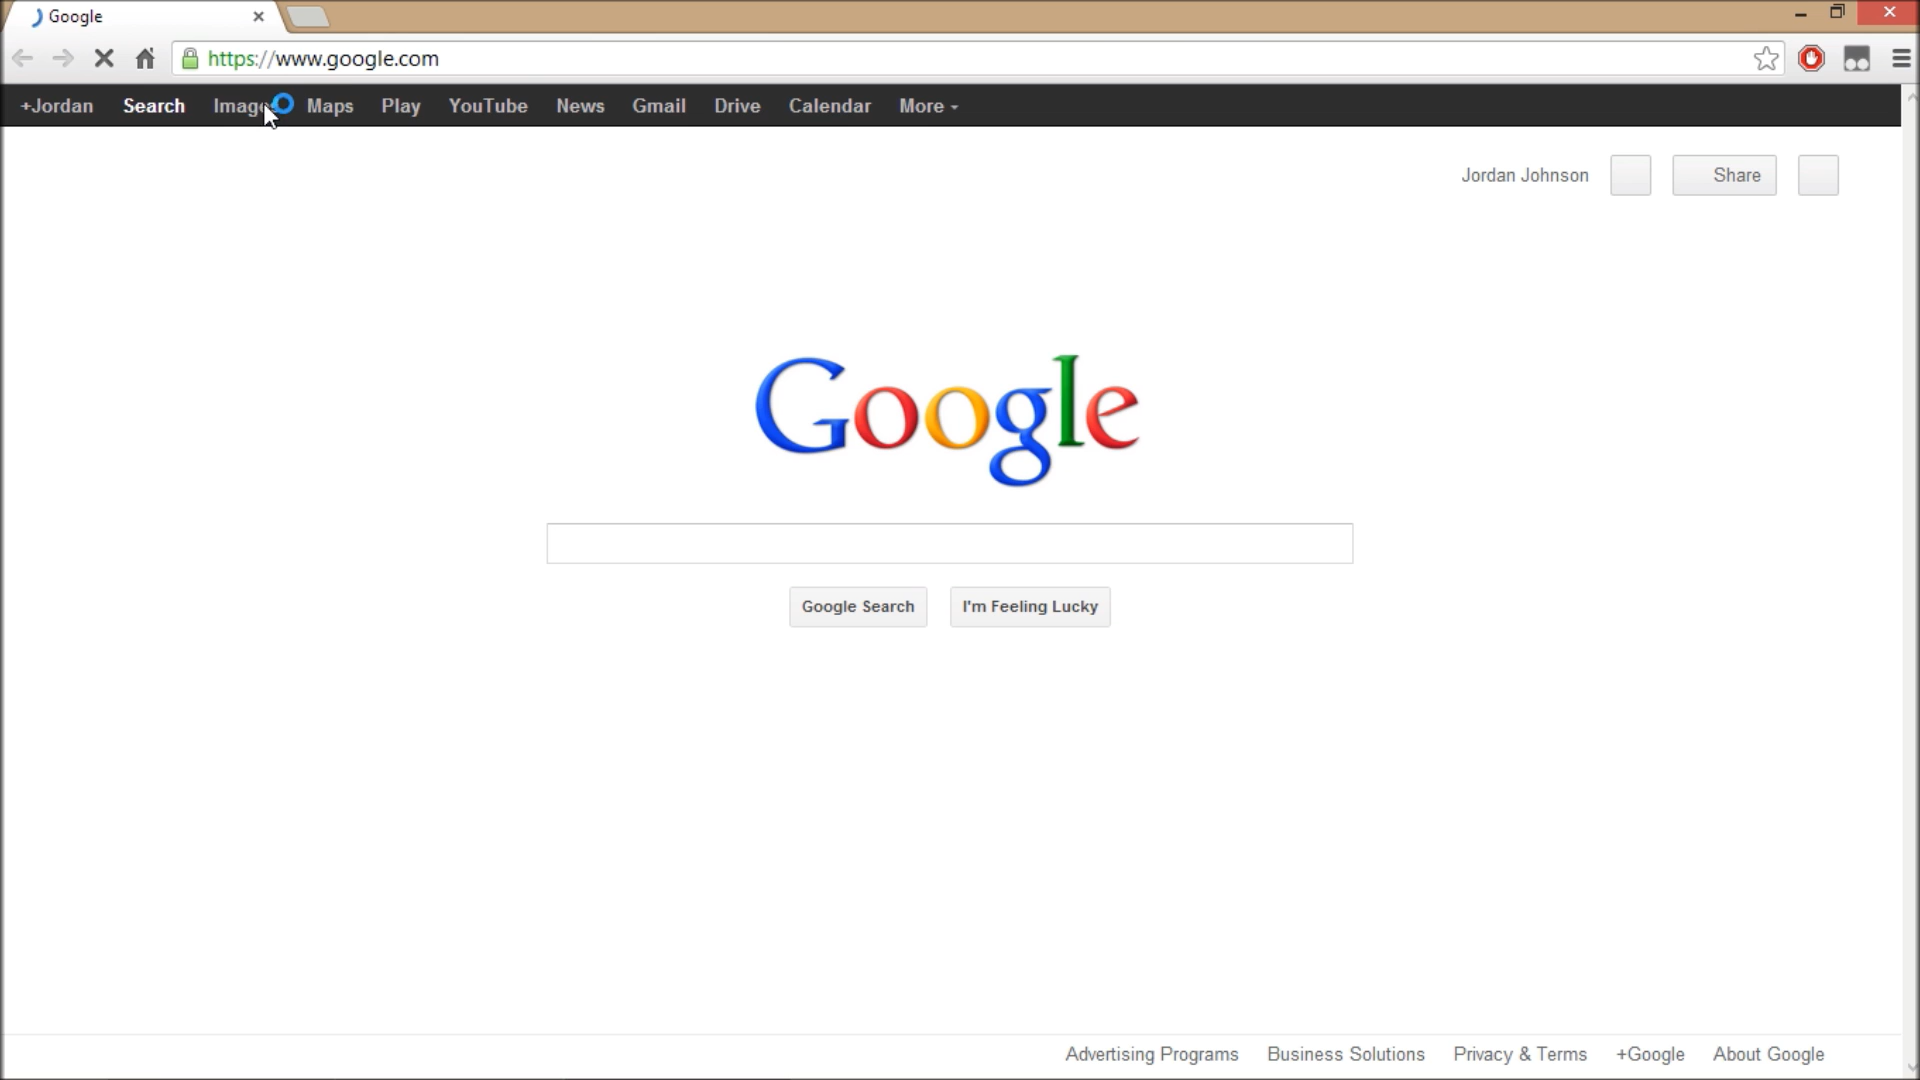 Google
https://www.google.com
+Jordan Search Image Maps Play YouTube News Gmail Drive Calendar More
Jordan Johnson Share
Google
Google Search I'm Feeling Lucky
Advertising Programs Business Solutions Privacy & Terms +Google About Google